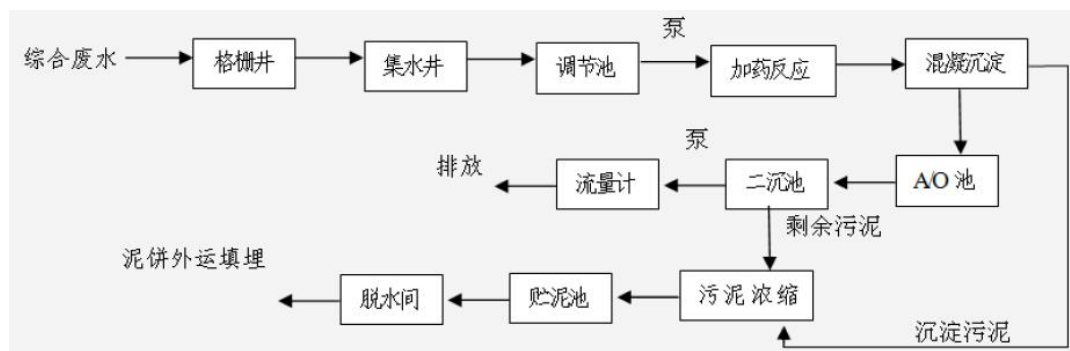 泵
综合废水
格栅井
集水井
调节池
加药反应
混凝沉淀
泵
排放
流量计
二沉池
A/O 池
剩余污泥
泥饼外运填埋
脱水间
贮泥池
污泥浓缩
沉淀污泥